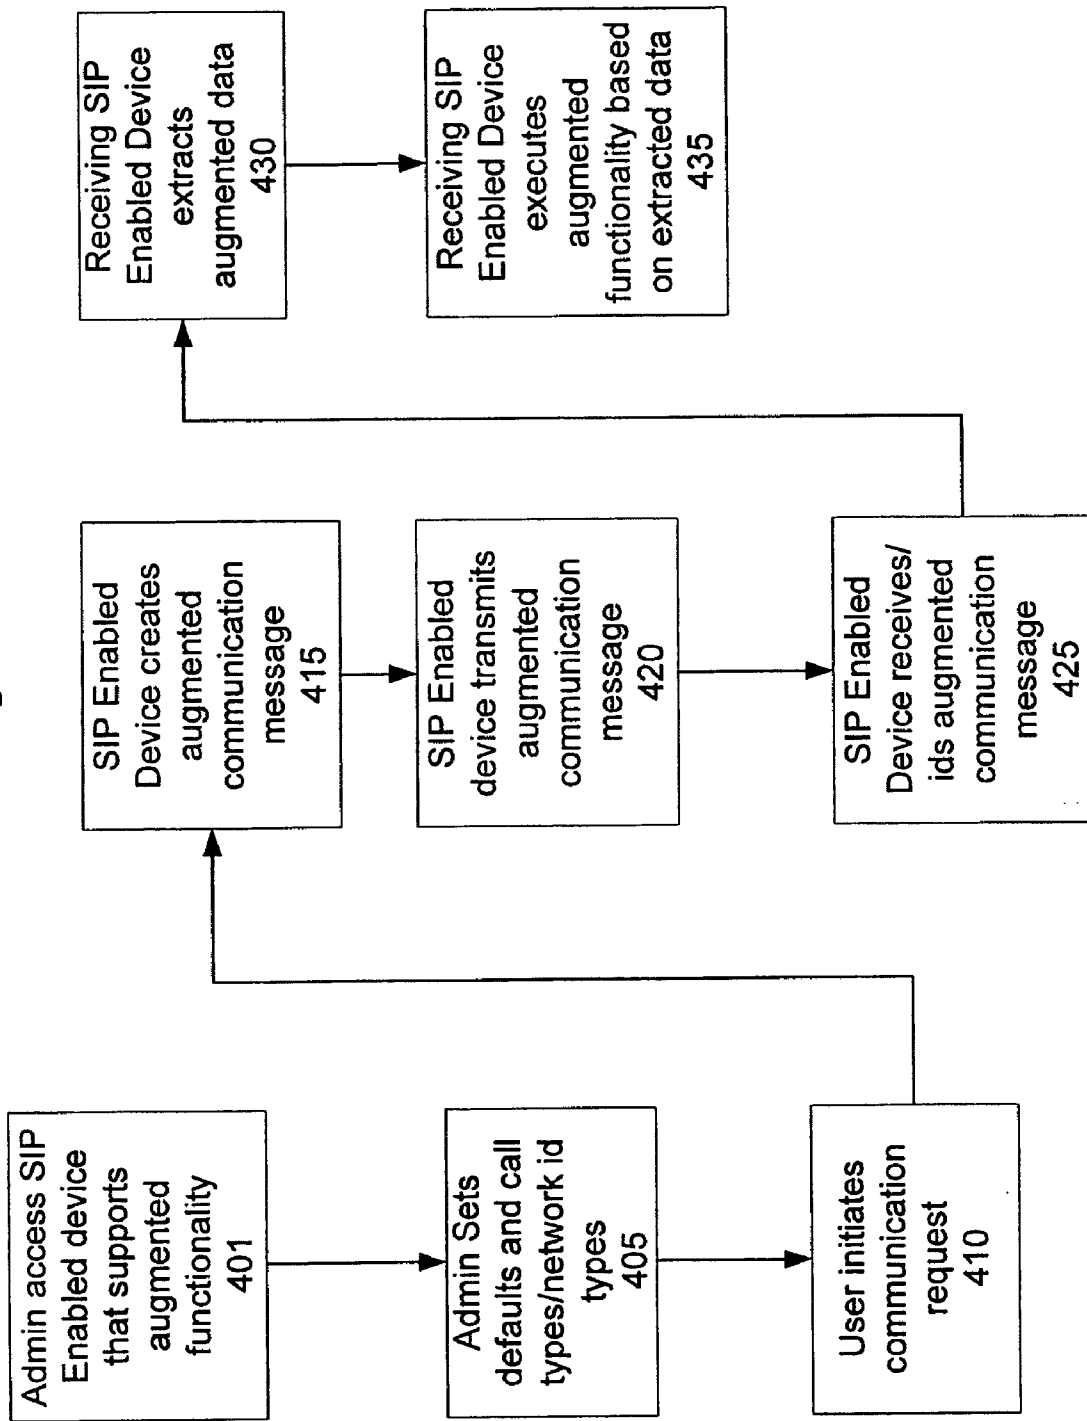 Admin access SIP
Enabled device
that supports
augmented
functionality
401
Admin Sets
defaults and call
types/network id
types
405
User initiates
communication
request
410
SIP Enabled
Device creates
augmented
communication
message
415
SIP Enabled
device transmits
augmented
communication
message
420
SIP Enabled
Device receives/
ids augmented
communication
message
425
Receiving SIP
Enabled Device
extracts
augmented data
430
Receiving SIP
Enabled Device
executes
augmented
functionality based
on extracted data
435